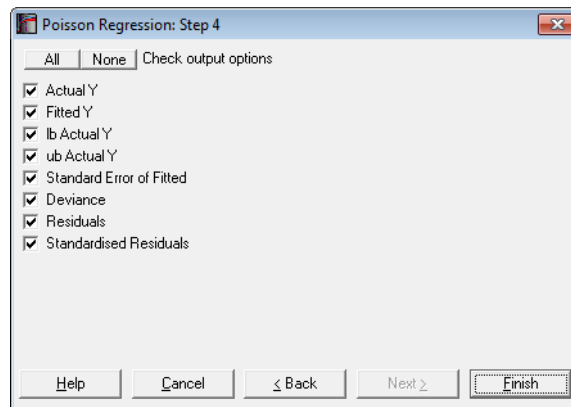 Poisson Regression: Step 4
All None Check output options
Actual Y
Fitted Y
lb Actual Y
ub Actual Y
Standard Error of Fitted
Deviance
Residuals
Standardised Residuals
Help Cancel < Back Next > Finish